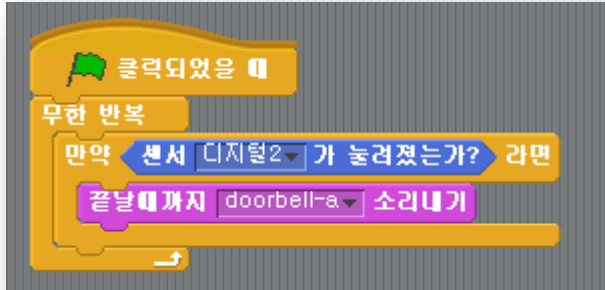 클릭되었을 때
무한 반복
만약 센서 디지털2 가 눌려졌는가? 라면
끝날때까지 doorbell-a 소리내기